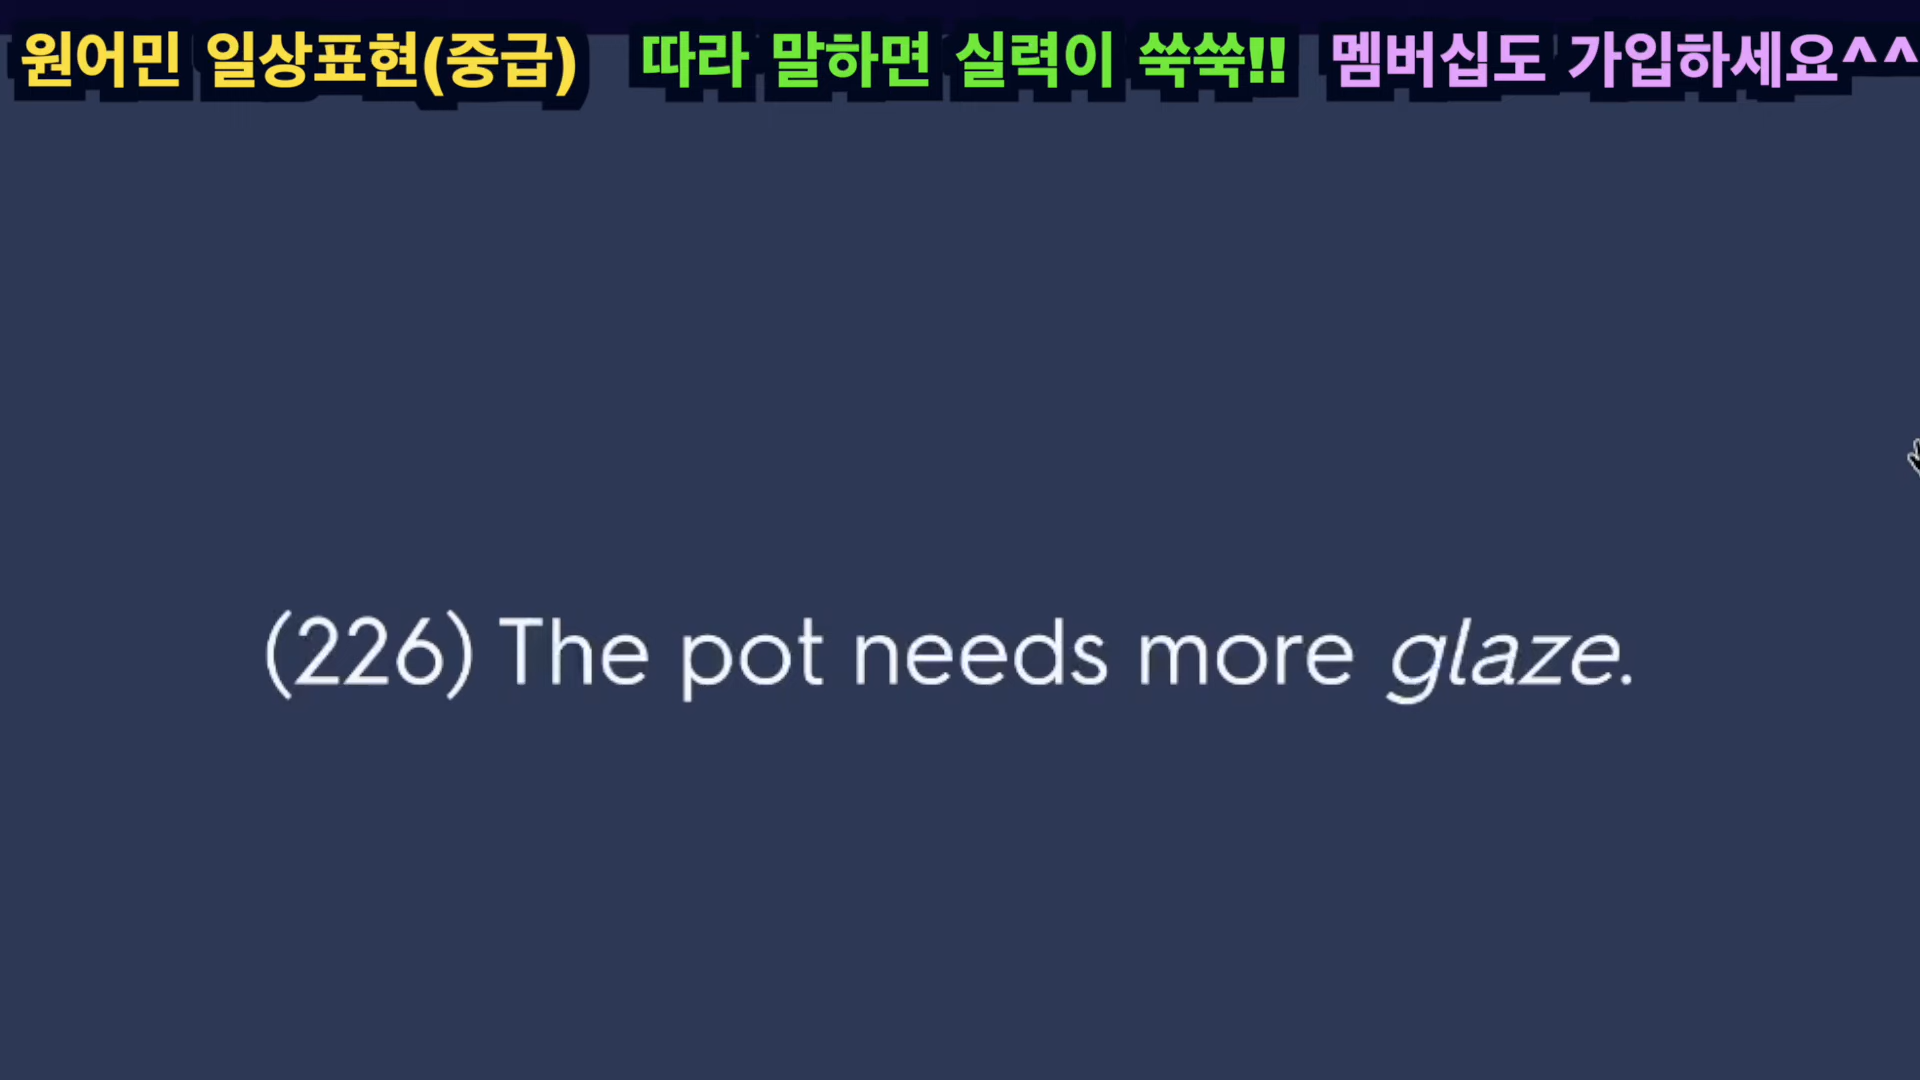 원어민 일상표현(중급) 따라 말하면 실력이 쑥쑥!! 멤버십도 가입하세요^^
(226) The pot needs more glaze.